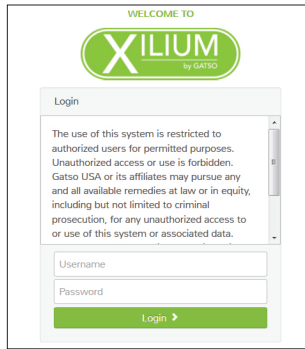 WELCOME TO
XILIUM
by GATSO
Login
The use of this system is restricted to
authorized users for permitted purposes.
Unauthorized access or use is forbidden.
Gatso USA or its affiliates may pursue any
and all available remedies at law or in equity,
including but not limited to criminal
prosecution, for any unauthorized access to
or use of this system or associated data.
Username
Password
Login